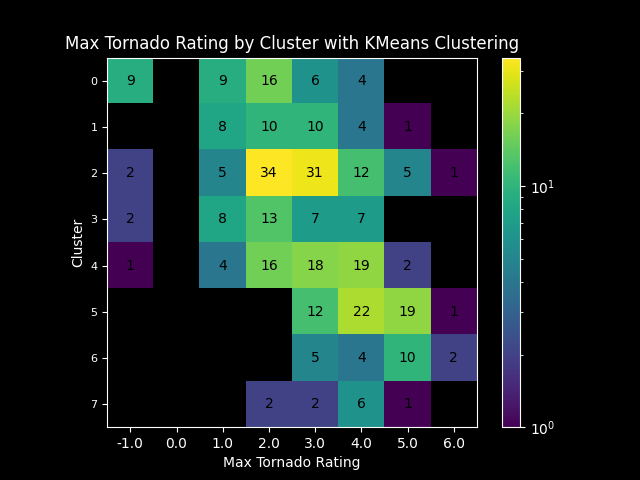 Max Tornado Rating by Cluster with KMeans Clustering
0 9 9 16 6 4
1 8 10 10 4 1
2 2 5 34 31 12 5 1
3 2 8 13 7 7
4 1 4 16 18 19 2
5 12 22 19 1
6 5 4 10 2
7 2 2 6 1
-1.0 0.0 1.0 2.0 3.0 4.0 5.0 6.0
Max Tornado Rating
Cluster
10¹
10⁰